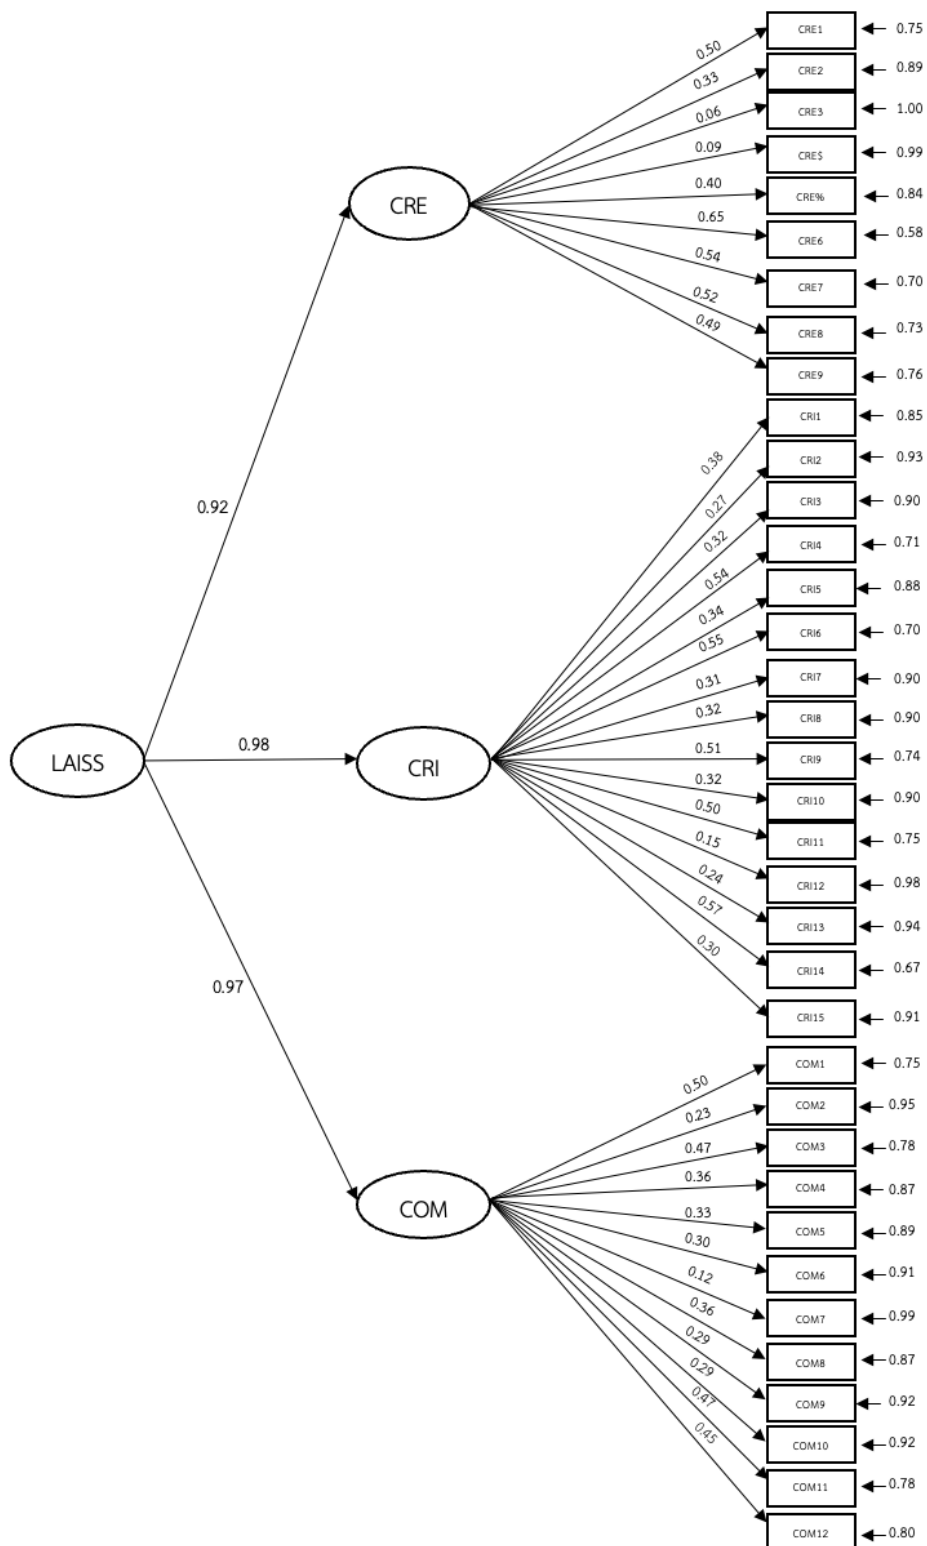 CRE1 0.75
0.50
CRE2 0.89
0.33
CRE3 1.00
0.06
CRE$ 0.99
0.09
CRE% 0.84
0.40
CRE
CRE6 0.58
0.65
CRE7 0.70
0.54
CRE8 0.73
0.52
CRE9 0.76
0.49
CRI1 0.85
0.38
CRI2 0.93
0.27
CRI3 0.90
0.32
CRI4 0.71
0.54
CRI5 0.88
0.34
CRI6 0.70
0.55
CRI7 0.90
0.31
CRI8 0.90
0.32
CRI9 0.74
0.51
CRI10 0.90
0.32
CRI11 0.75
0.50
CRI12 0.98
0.15
CRI13 0.94
0.24
CRI14 0.67
0.57
CRI15 0.91
0.30
0.92
0.98
LAISS
CRI
0.97
COM1 0.75
0.50
COM2 0.95
0.23
COM3 0.78
0.47
COM4 0.87
0.36
COM
COM5 0.89
0.33
COM6 0.91
0.30
COM7 0.99
0.12
COM8 0.87
0.36
COM9 0.92
0.29
COM10 0.92
0.29
COM11 0.78
0.47
COM12 0.80
0.45